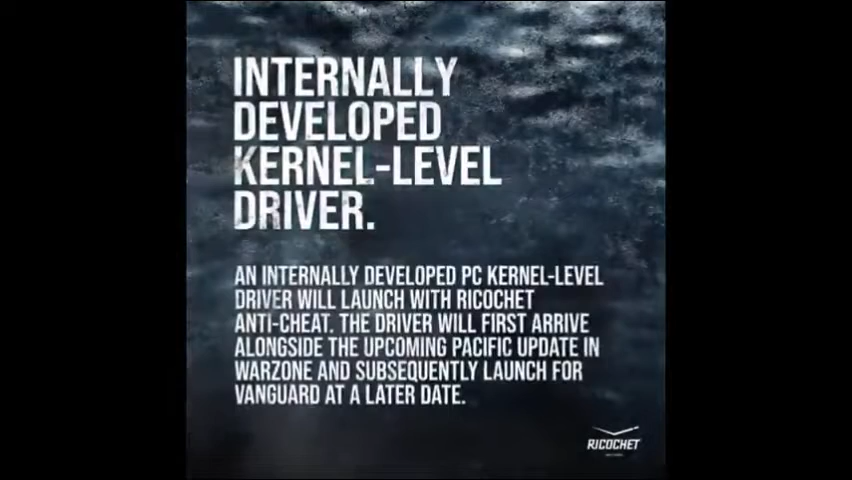 INTERNALLY
DEVELOPED
KERNEL-LEVEL
DRIVER.
AN INTERNALLY DEVELOPED PC KERNEL-LEVEL
DRIVER WILL LAUNCH WITH RICOCHET
ANTI-CHEAT. THE DRIVER WILL FIRST ARRIVE
ALONGSIDE THE UPCOMING PACIFIC UPDATE IN
WARZONE AND SUBSEQUENTLY LAUNCH FOR
VANGUARD AT A LATER DATE.
RICOCHET